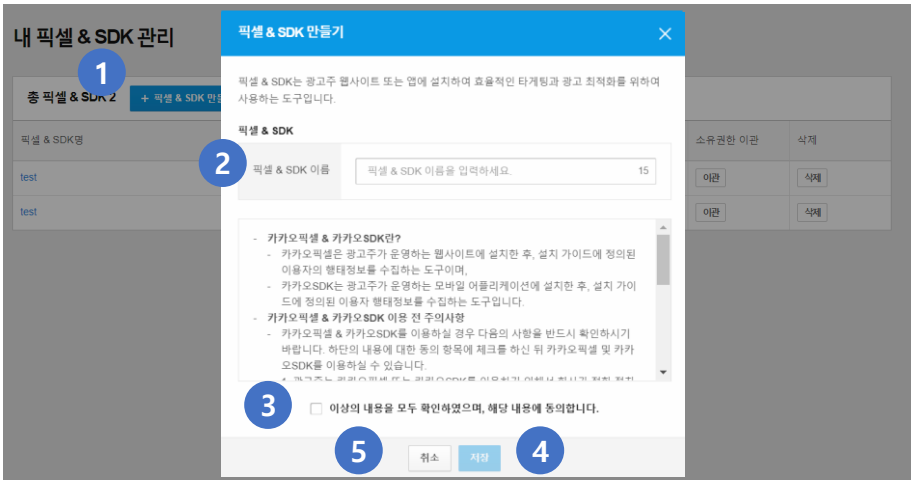 내 픽셀 & SDK 관리
1
총 픽셀 & SDK 2
+ 픽셀 & SDK 만들
픽셀 & SDK명
소유권한 이관
삭제
test
이관
삭제
test
이관
삭제
픽셀 & SDK 만들기
픽셀 & SDK는 광고주 웹사이트 또는 앱에 설치하여 효율적인 타게팅과 광고 최적화를 위하여
사용하는 도구입니다.
픽셀 & SDK
2
픽셀 & SDK 이름
픽셀 & SDK 이름을 입력하세요.
15
- 카카오픽셀 & 카카오SDK란?
- 카카오픽셀은 광고주가 운영하는 웹사이트에 설치한 후, 설치 가이드에 정의된
이용자의 행태정보를 수집하는 도구이며,
- 카카오SDK는 광고주가 운영하는 모바일 어플리케이션에 설치한 후, 설치 가이
드에 정의된 이용자 행태정보를 수집하는 도구입니다.
- 카카오픽셀 & 카카오SDK 이용 전 주의사항
- 카카오픽셀 & 카카오SDK를 이용하실 경우 다음의 사항을 반드시 확인하시기
바랍니다. 하단의 내용에 대한 동의 항목에 체크를 하신 뒤 카카오픽셀 및 카카
오SDK를 이용하실 수 있습니다.
3
이상의 내용을 모두 확인하였으며, 해당 내용에 동의합니다.
5
취소
저장
4